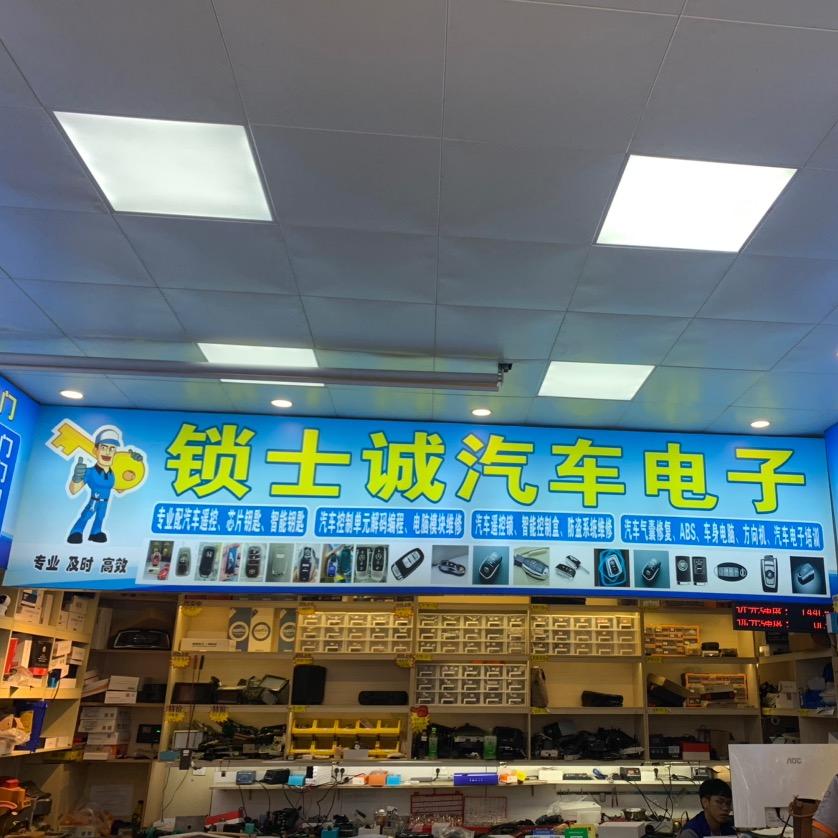 门
锁士诚汽车电子
专业配汽车遥控、芯片钥匙、智能钥匙
汽车控制单元解码编程、电脑模块维修
汽车遥控锁、智能控制盒、防盗系统维修
汽车气囊修复、ABS、车身电脑、方向机、汽车电子培训
专业 及时 高效
AOC